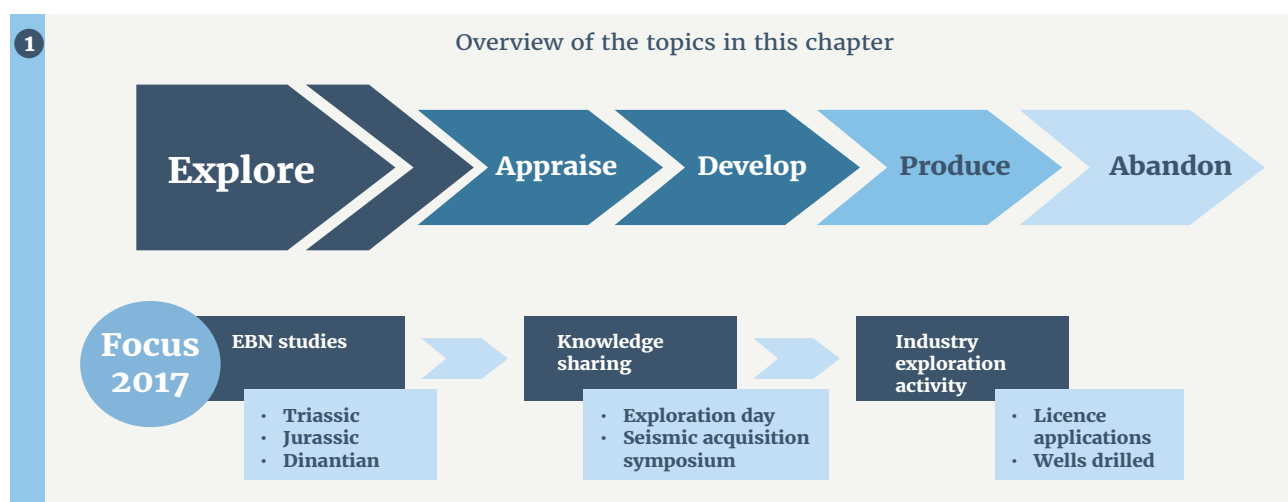 1
Overview of the topics in this chapter
Explore
Appraise
Develop
Produce
Abandon
Focus
2017
EBN studies
· Triassic
· Jurassic
· Dinantian
Knowledge
sharing
· Exploration day
· Seismic acquisition
symposium
Industry
exploration
activity
· Licence
applications
· Wells drilled